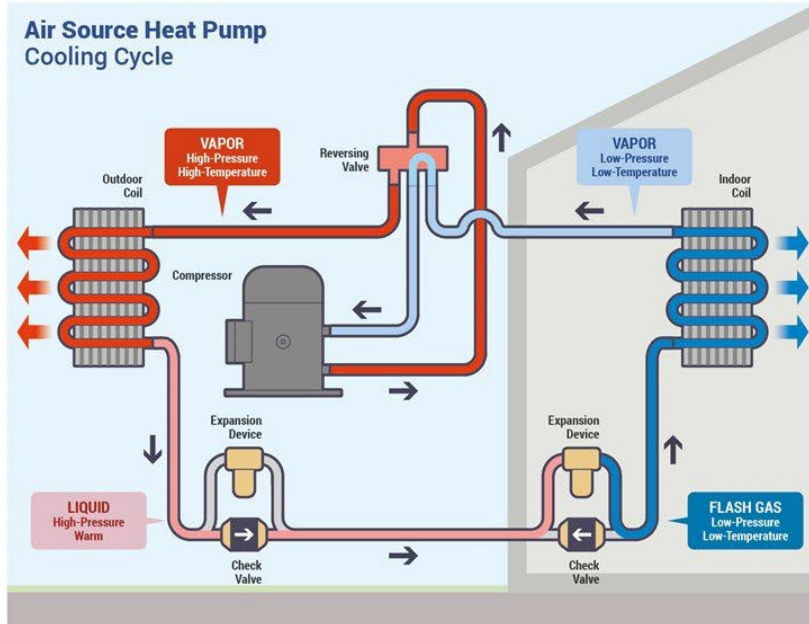 Air Source Heat Pump
Cooling Cycle
VAPOR
High-Pressure
High-Temperature
Reversing
Valve
VAPOR
Low-Pressure
Low-Temperature
Outdoor
Coil
Indoor
Coil
Compressor
Expansion
Device
Expansion
Device
LIQUID
High-Pressure
Warm
FLASH GAS
Low-Pressure
Low-Temperature
Check
Valve
Check
Valve